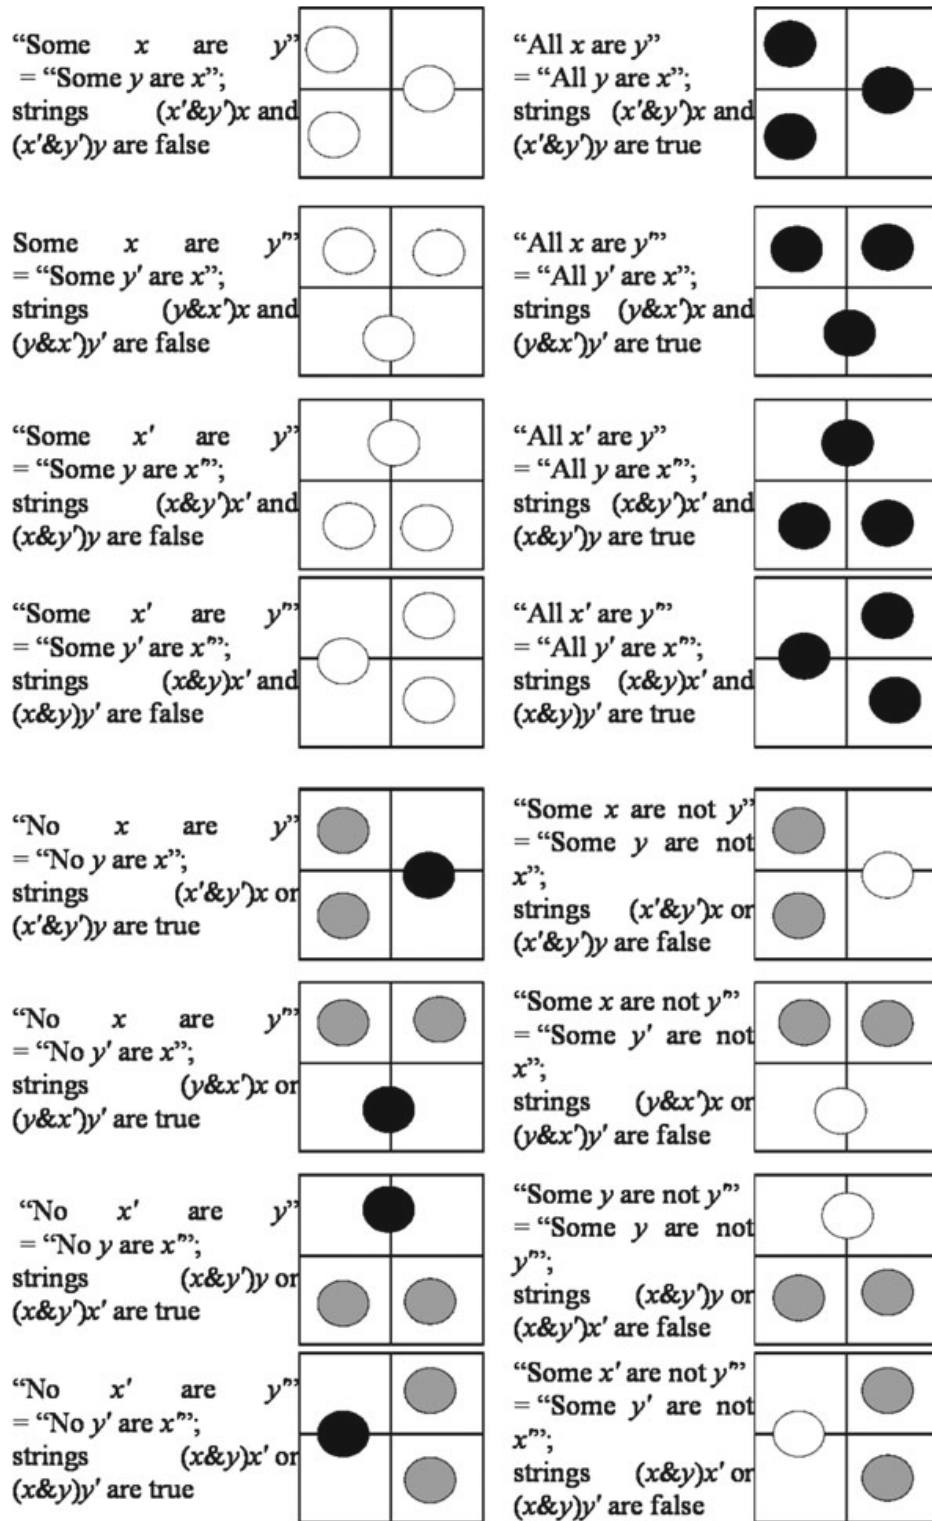 “Some x are y”
= “Some y are x”;
strings (x′&y′)x and
(x′&y′)y are false
“All x are y”
= “All y are x”;
strings (x′&y′)x and
(x′&y′)y are true
Some x are y′”
= “Some y′ are x”;
strings (y&x′)x and
(y&x′)y′ are false
“All x are y′”
= “All y′ are x”;
strings (y&x′)x and
(y&x′)y′ are true
“Some x′ are y”
= “Some y are x′”;
strings (x&y′)x′ and
(x&y′)y are false
“All x′ are y”
= “All y are x′”;
strings (x&y′)x′ and
(x&y′)y are true
“Some x′ are y′”
= “Some y′ are x′”;
strings (x&y)x′ and
(x&y)y′ are false
“All x′ are y′”
= “All y′ are x′”;
strings (x&y)x′ and
(x&y)y′ are true
“No x are y”
= “No y are x”;
strings (x′&y′)x or
(x′&y′)y are true
“Some x are not y”
= “Some y are not
x”;
strings (x′&y′)x or
(x′&y′)y are false
“No x are y′”
= “No y′ are x”;
strings (y&x′)x or
(y&x′)y′ are true
“Some x are not y′”
= “Some y′ are not
x”;
strings (y&x′)x or
(y&x′)y′ are false
“No x′ are y”
= “No y are x′”;
strings (x&y′)y or
(x&y′)x′ are true
“Some y are not y′”
= “Some y are not
y′”;
strings (x&y′)y or
(x&y′)x′ are false
“No x′ are y′”
= “No y′ are x′”;
strings (x&y)x′ or
(x&y)y′ are true
“Some x′ are not y′”
= “Some y′ are not
x′”;
strings (x&y)x′ or
(x&y)y′ are false